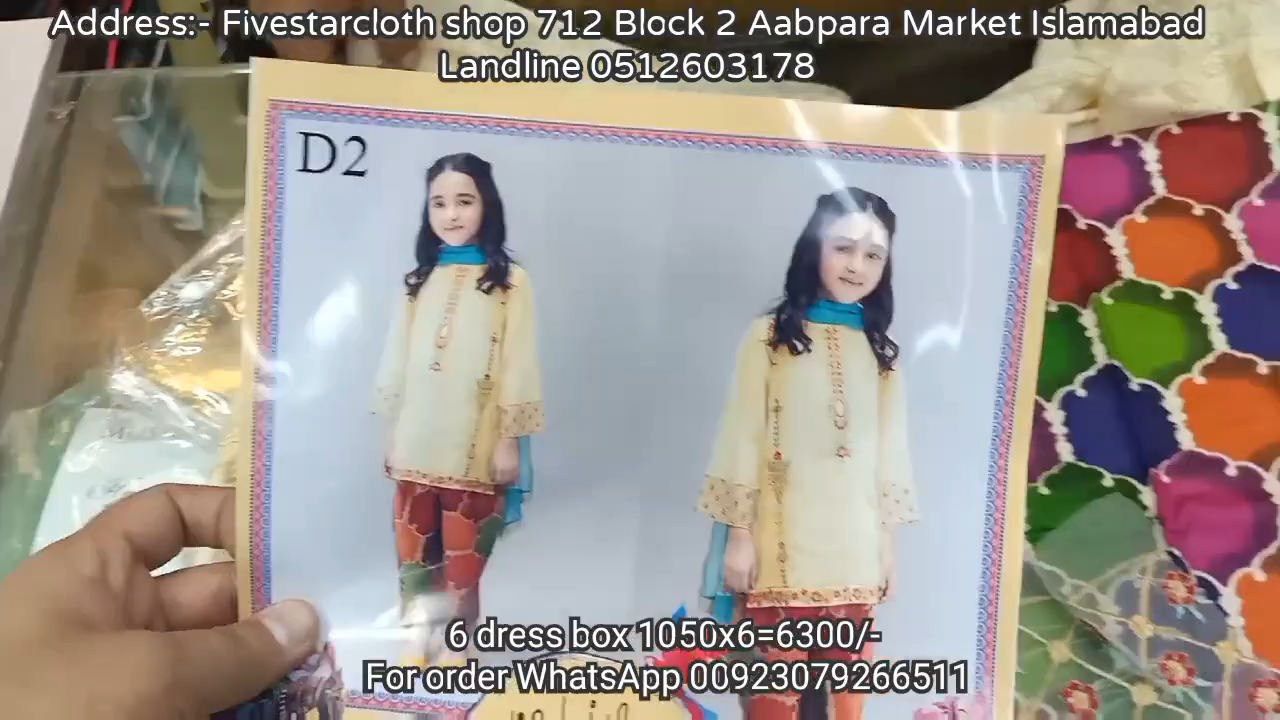 Address:- Fivestarcloth shop 712 Block 2 Aabpara Market Islamabad
Landline 0512603178
D2
6 dress box 1050x6=6300/-
For order WhatsApp 00923079266511